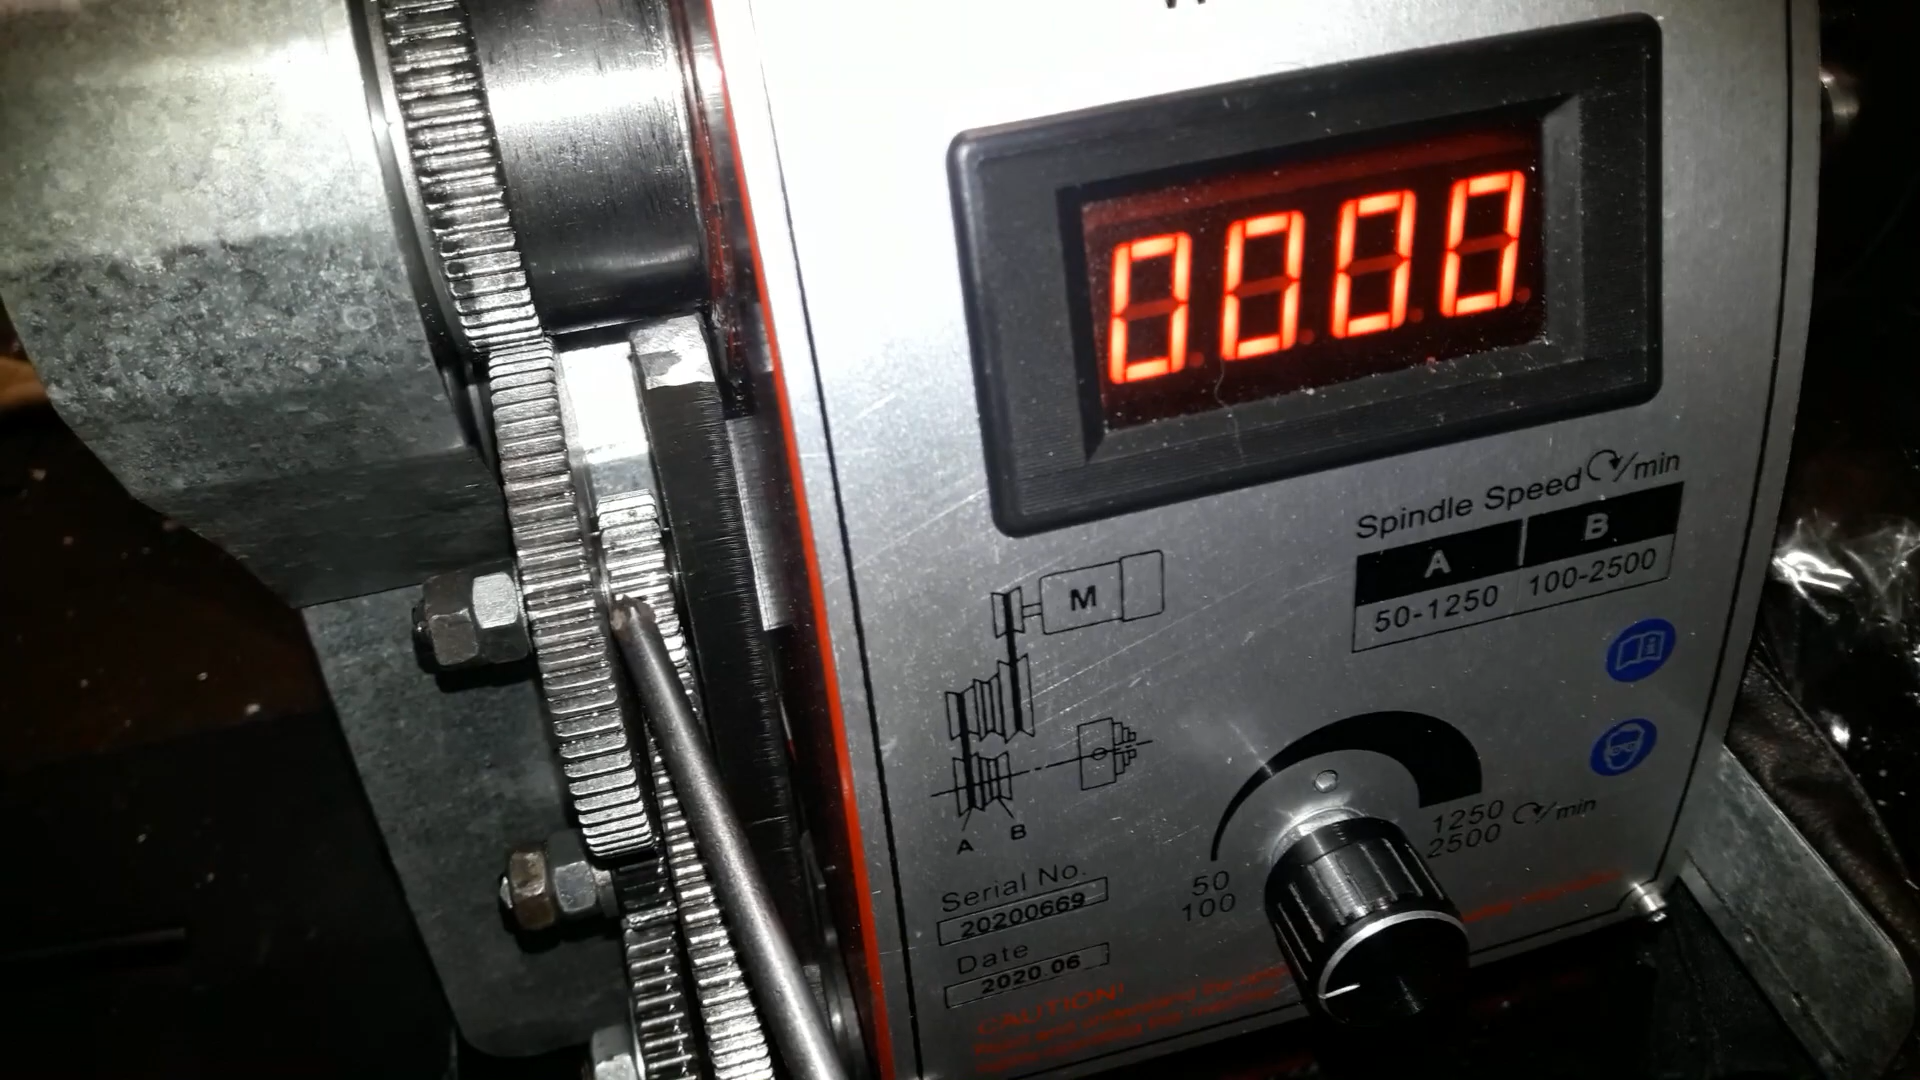 0000
Spindle Speed /min
A B
50-1250 100-2500
M
A B
1250
2500 /min
50
100
Serial No.
20200669
Date
2020.06
CAUTION!